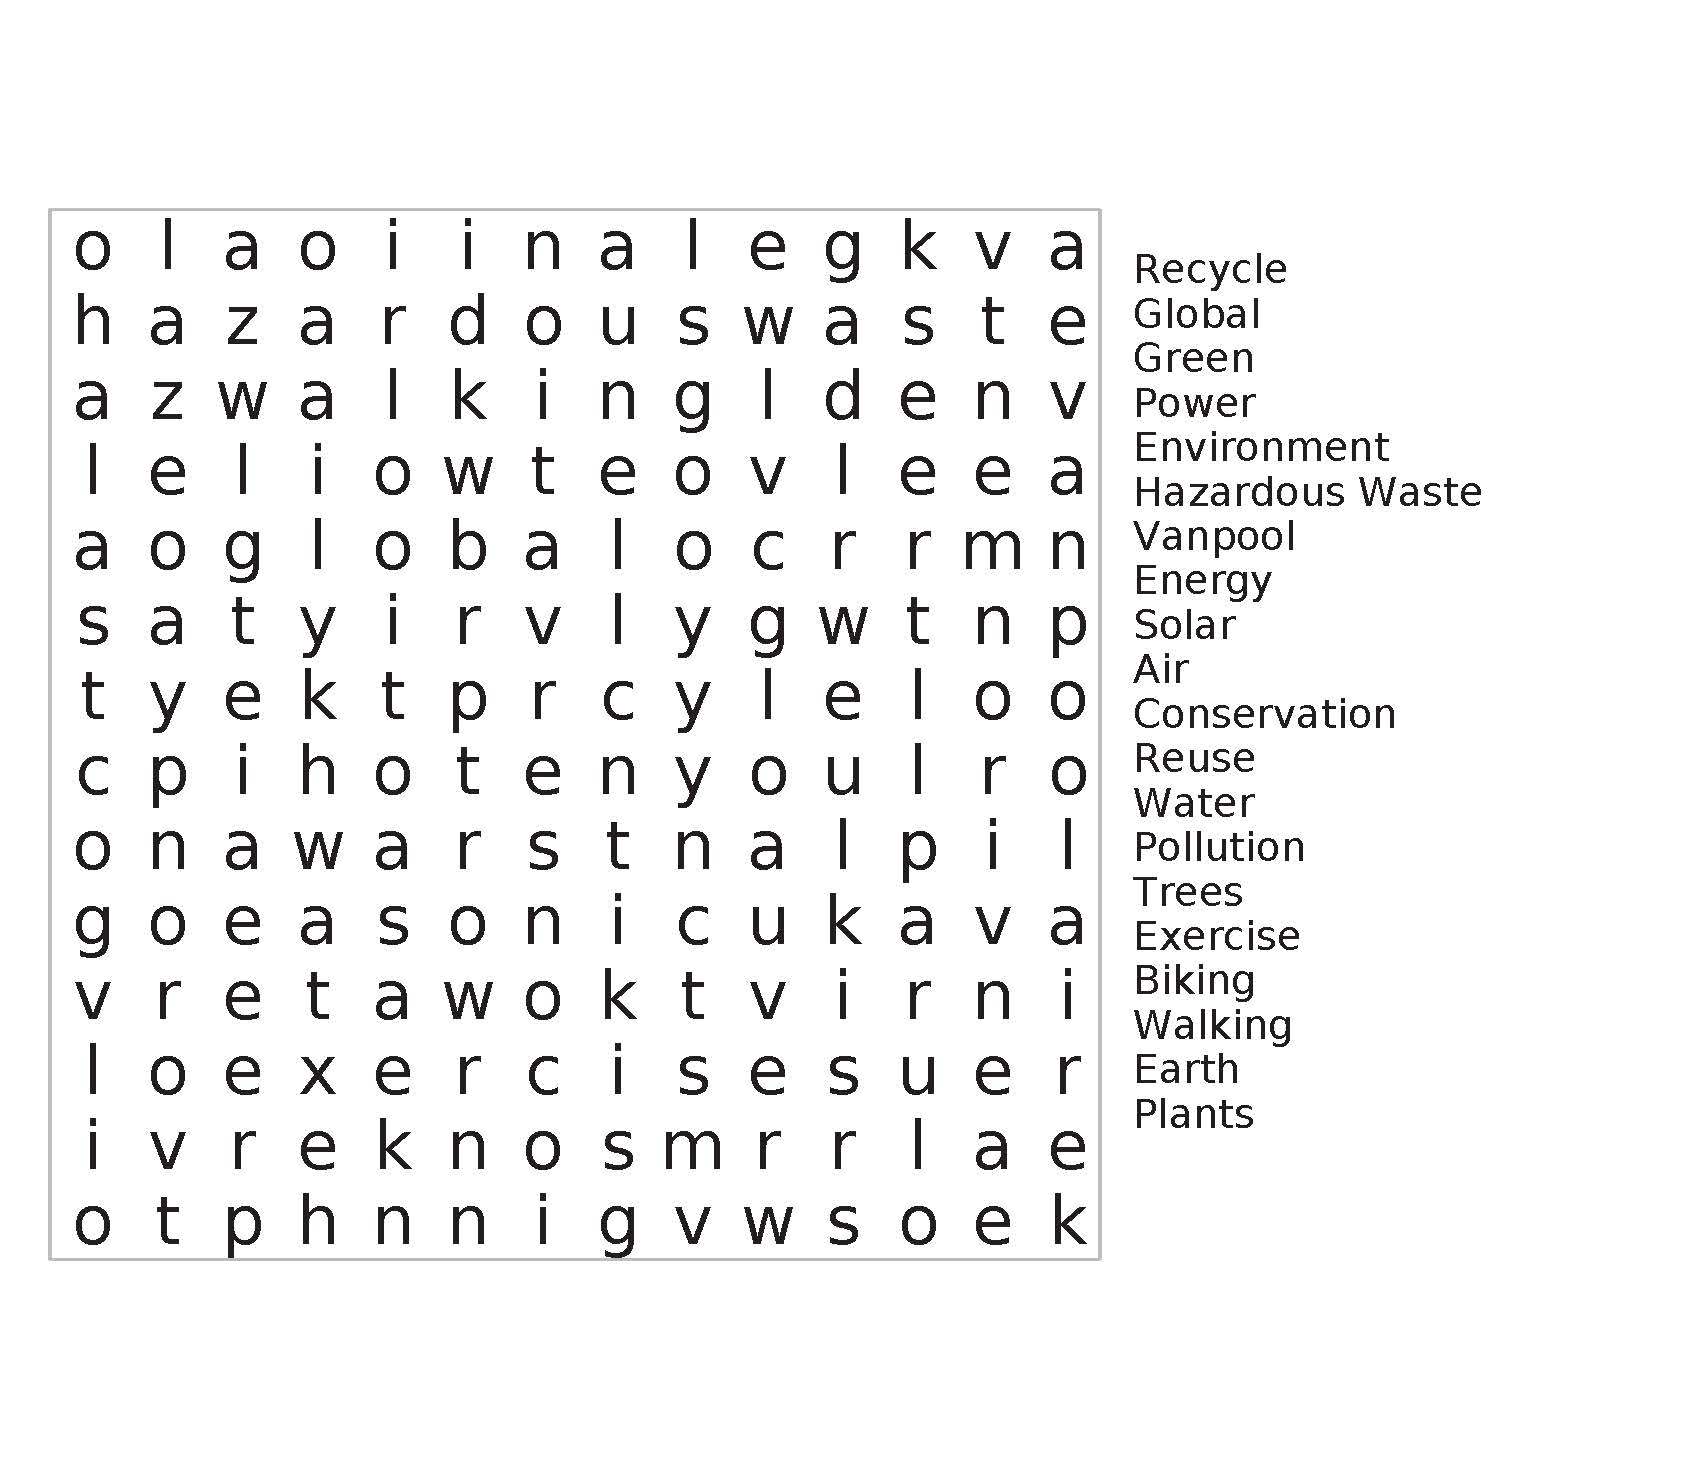 o l a o i i n a l e g k v a
h a z a r d o u s w a s t e
a z w a l k i n g l d e n v
l e l i o w t e o v l e e a
a o g l o b a l o c r r m n
s a t y i r v l y g w t n p
t y e k t p r c y l e l o o
c p i h o t e n y o u l r o
o n a w a r s t n a l p i l
g o e a s o n i c u k a v a
v r e t a w o k t v i r n i
l o e x e r c i s e s u e r
i v r e k n o s m r r l a e
o t p h n n i g v w s o e k
Recycle
Global
Green
Power
Environment
Hazardous Waste
Vanpool
Energy
Solar
Air
Conservation
Reuse
Water
Pollution
Trees
Exercise
Biking
Walking
Earth
Plants